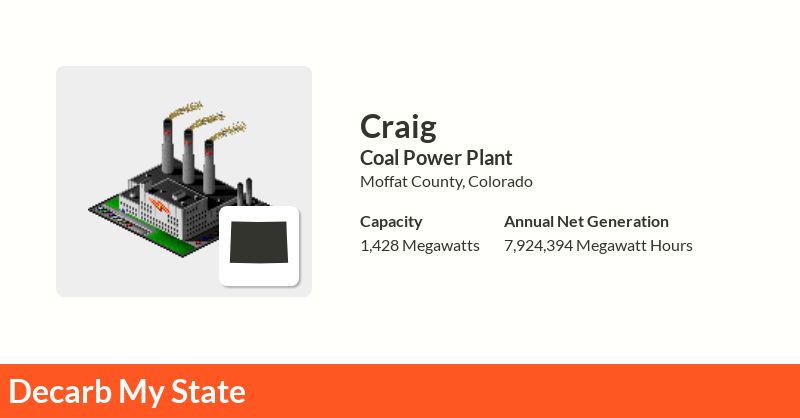 Craig
Coal Power Plant
Moffat County, Colorado
Capacity
1,428 Megawatts
Annual Net Generation
7,924,394 Megawatt Hours
Decarb My State